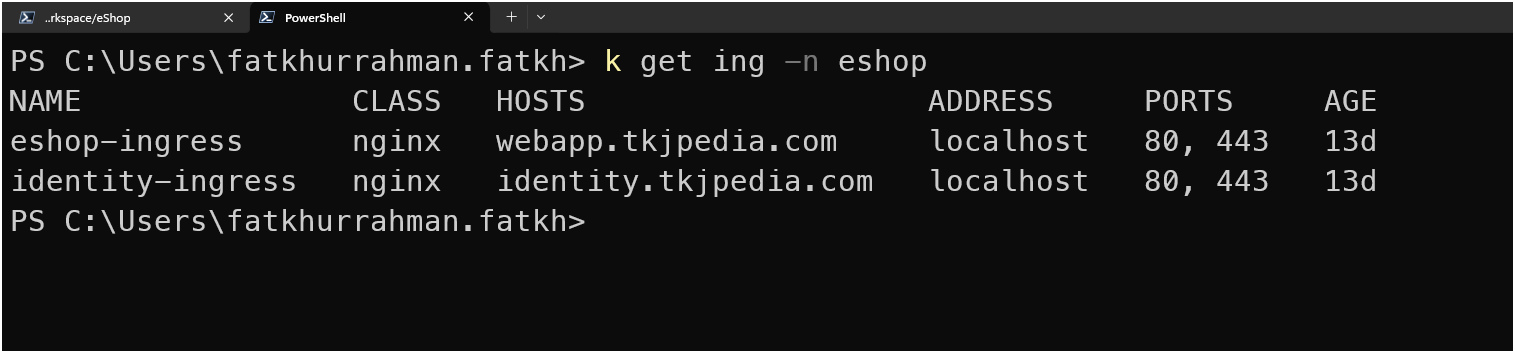 ..rkspace/eShop PowerShell
PS C:\Users\fatkhurrahman.fatkh> k get ing -n eshop
NAME CLASS HOSTS ADDRESS PORTS AGE
eshop-ingress nginx webapp.tkjpedia.com localhost 80, 443 13d
identity-ingress nginx identity.tkjpedia.com localhost 80, 443 13d
PS C:\Users\fatkhurrahman.fatkh>